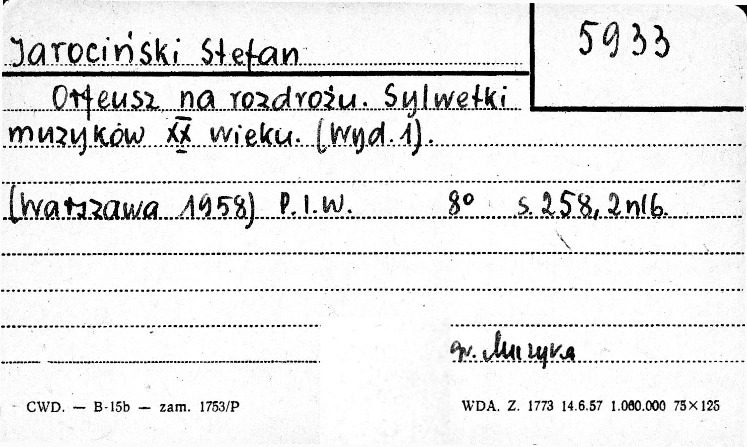 5933
Jarociński Stefan
Orfeusz na rozdrożu. Sylwetki
muzyków XX wieku. (Wyd. 1).
(Warszawa 1958) P.I.W. 8° s. 258, 2 nlb.
gr. Muzyka
CWD. — B-15b — zam. 1753/P
WDA. Z. 1773 14.6.57 1.000.000 75×125